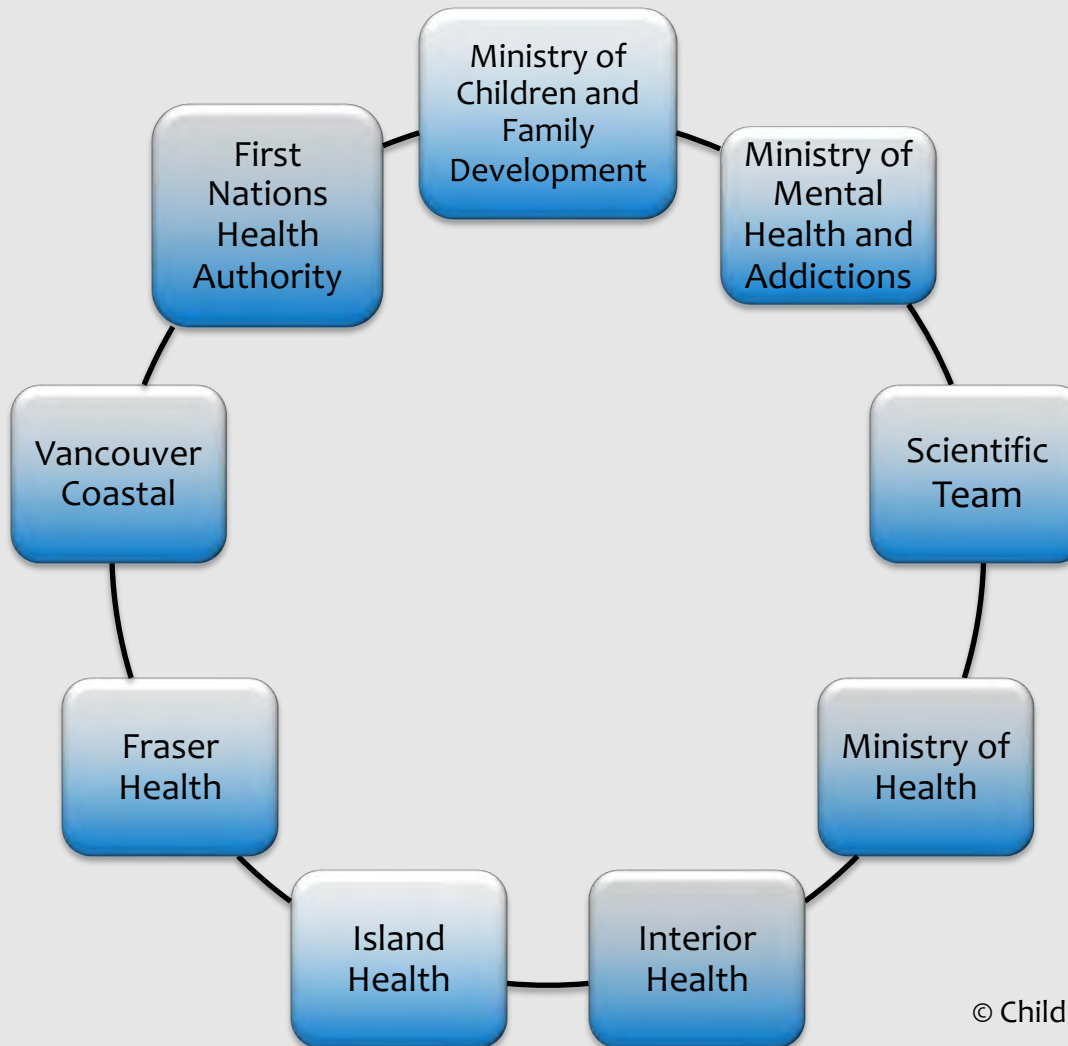 Ministry of
Children and
Family
Development
Ministry of
Mental
Health and
Addictions
Scientific
Team
Ministry of
Health
Interior
Health
Island
Health
Fraser
Health
Vancouver
Coastal
First
Nations
Health
Authority
© Child